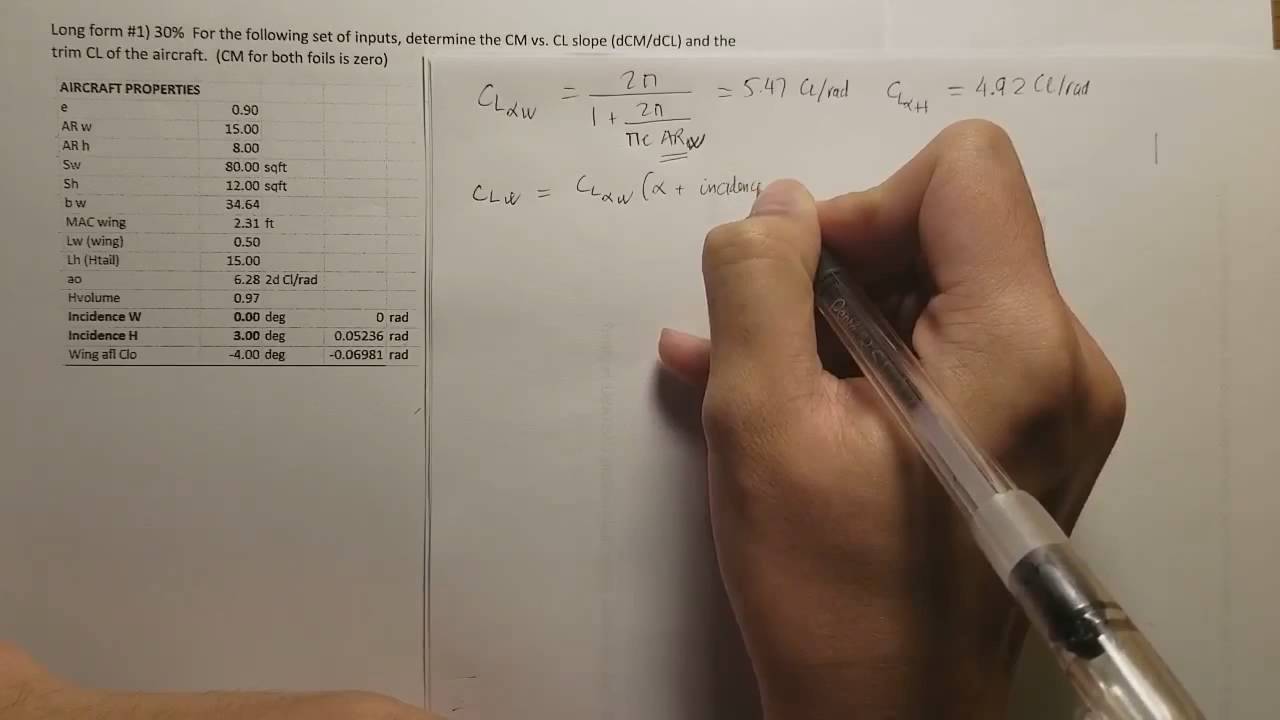 Long form #1) 30% For the following set of inputs, determine the CM vs. CL slope (dCM/dCL) and the
trim CL of the aircraft. (CM for both foils is zero)
AIRCRAFT PROPERTIES
e 0.90
AR w 15.00
AR h 8.00
Sw 80.00 sqft
Sh 12.00 sqft
b w 34.64
MAC wing 2.31 ft
Lw (wing) 0.50
Lh (Htail) 15.00
ao 6.28 2d Cl/rad
Hvolume 0.97
Incidence W 0.00 deg 0 rad
Incidence H 3.00 deg 0.05236 rad
Wing afl Clo -4.00 deg -0.06981 rad
CLαW = 2π / (1 + 2π / (πe ARw)) = 5.47 Cl/rad CLαH = 4.92 Cl/rad
CLw = CLαw (α + incidence